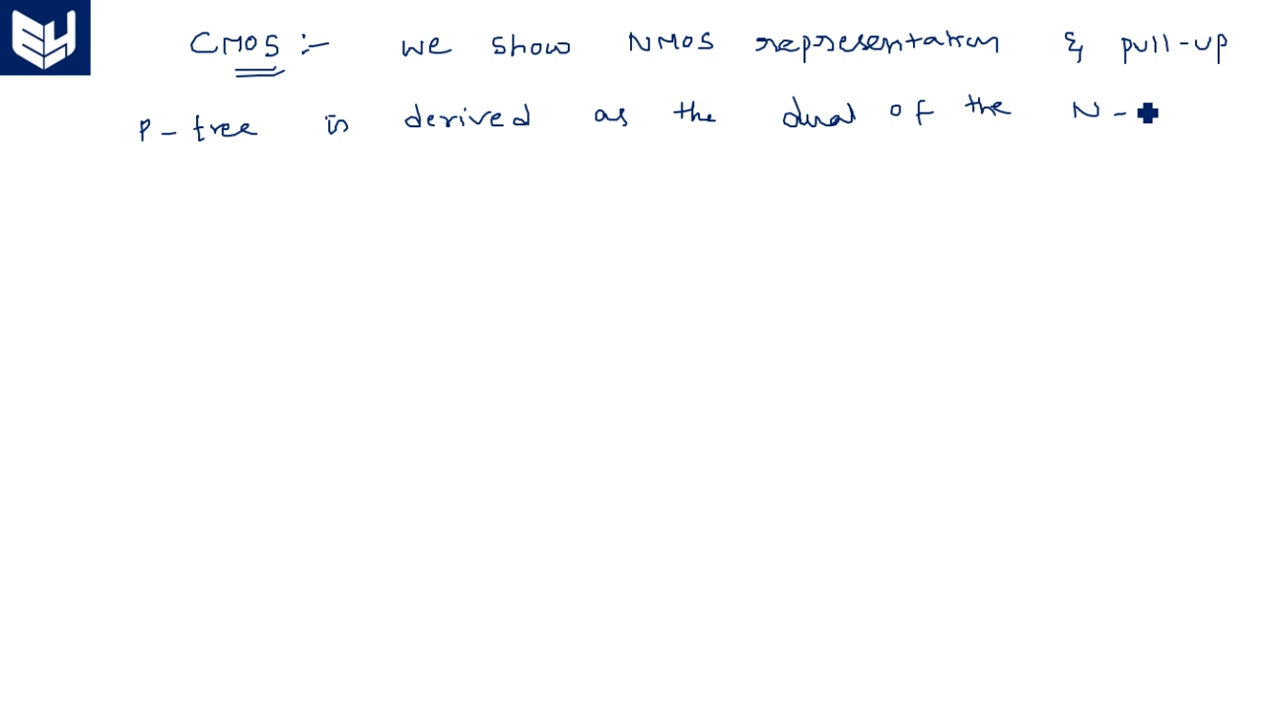 CMOS :- we show NMOS representation & pull-up
P-tree is derived as the dual of the N-